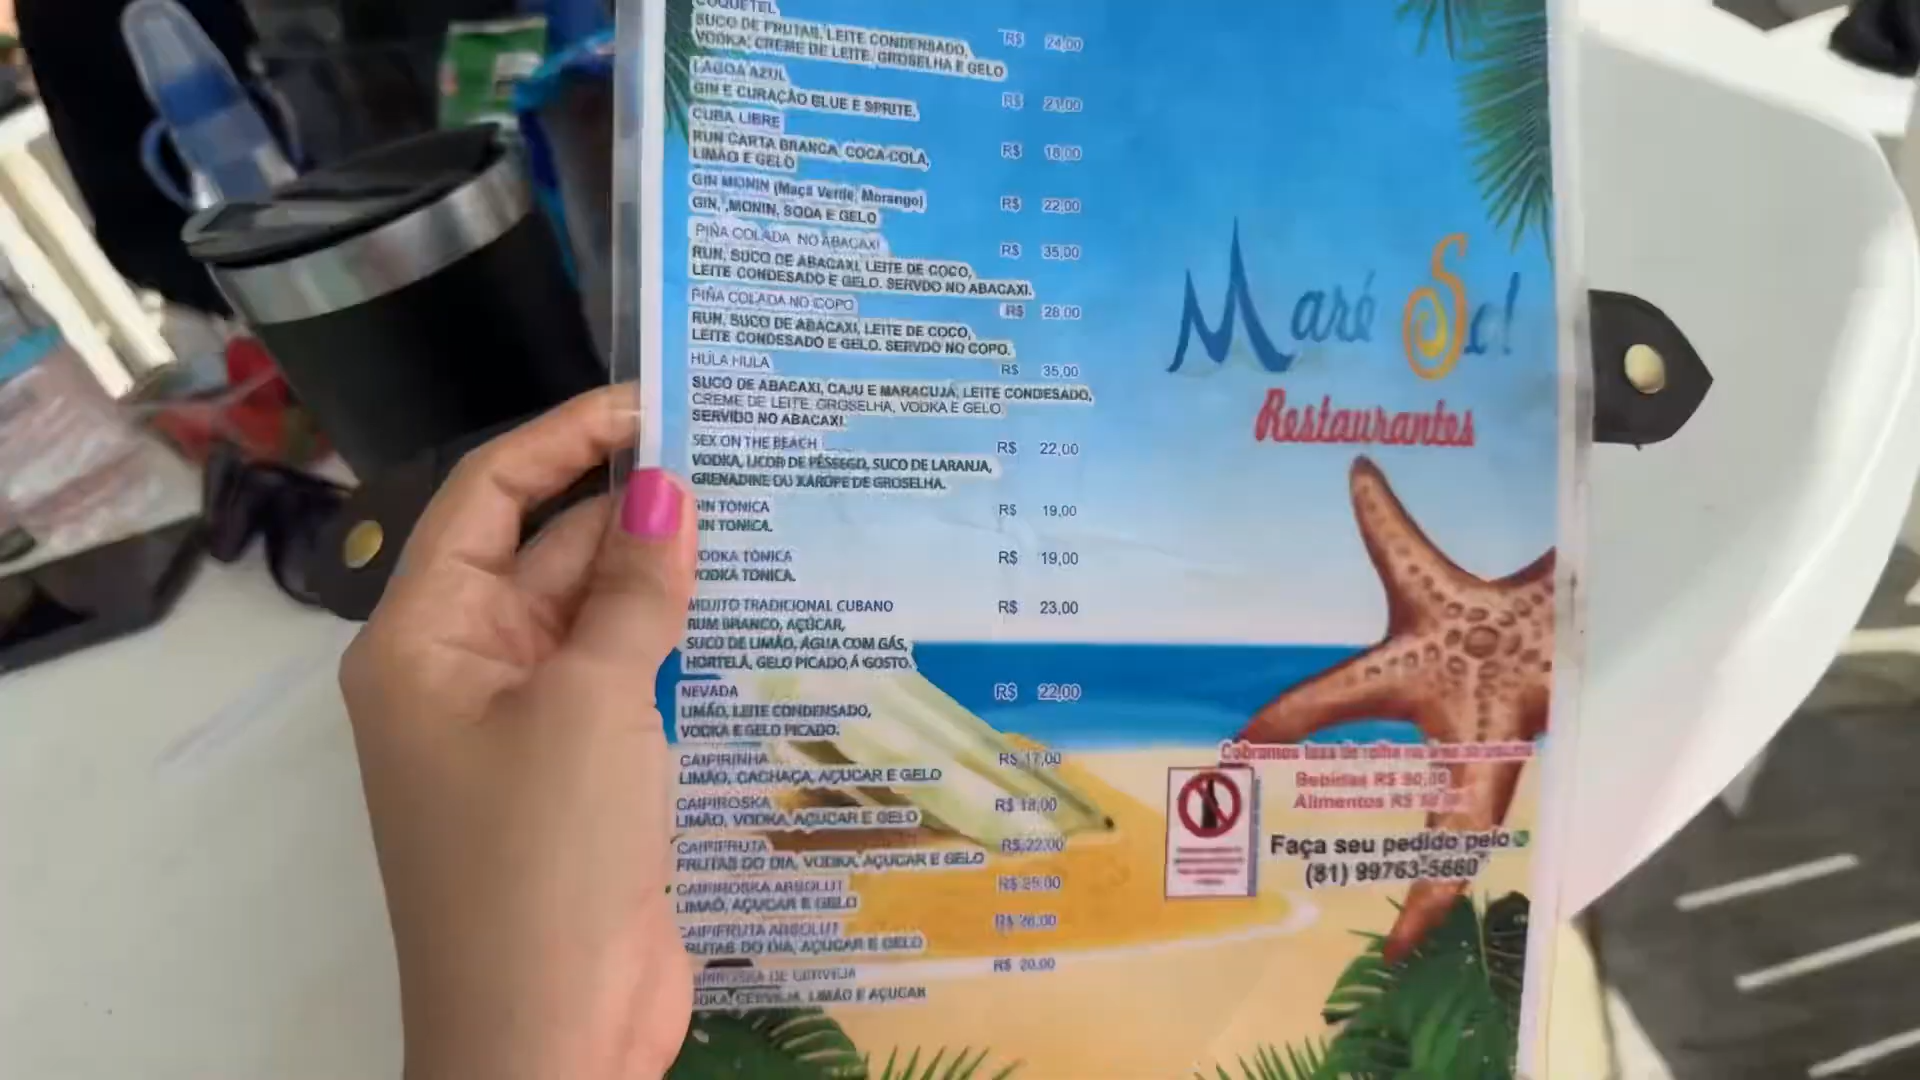 COQUETEL
SUCO DE FRUTAS, LEITE CONDENSADO, R$ 24,00
VODKA, CREME DE LEITE, GROSELHA E GELO
LAGOA AZUL
GIN E CURAÇÃO BLUE E SPRITE. R$ 21,00
CUBA LIBRE
RUN CARTA BRANCA, COCA-COLA, R$ 18,00
LIMÃO E GELO
GIN MONIN (Maçã Verde, Morango)
GIN, ,MONIN, SODA E GELO R$ 22,00
PIÑA COLADA NO ABACAXI R$ 35,00
RUN, SUCO DE ABACAXI, LEITE DE COCO,
LEITE CONDESADO E GELO. SERVDO NO ABACAXI.
PIÑA COLADA NO COPO R$ 28,00
RUN, SUCO DE ABACAXI, LEITE DE COCO,
LEITE CONDESADO E GELO. SERVDO NO COPO.
HULA HULA R$ 35,00
SUCO DE ABACAXI, CAJU E MARACUJÁ, LEITE CONDESADO,
CREME DE LEITE, GROSELHA, VODKA E GELO.
SERVIDO NO ABACAXI.
SEX ON THE BEACH R$ 22,00
VODKA, LICOR DE PÊSSEGO, SUCO DE LARANJA,
GRENADINE OU XAROPE DE GROSELHA.
GIN TONICA R$ 19,00
GIN TONICA.
VODKA TONICA R$ 19,00
VODKA TONICA.
MOJITO TRADICIONAL CUBANO R$ 23,00
RUM BRANCO, AÇÚCAR,
SUCO DE LIMÃO, ÁGUA COM GÁS,
HORTELÃ, GELO PICADO, Á GOSTO.
NEVADA R$ 22,00
LIMÃO, LEITE CONDENSADO,
VODKA E GELO PICADO.
CAIPIRINHA R$ 17,00
LIMÃO, CACHAÇA, AÇUCAR E GELO
CAIPIROSKA R$ 18,00
LIMÃO, VODKA, AÇUCAR E GELO
CAIPIFRUTA R$ 22,00
FRUTAS DO DIA, VODKA, AÇUCAR E GELO
CAIPIROSKA ABSOLUT R$ 25,00
LIMÃO, AÇUCAR E GELO
CAIPIFRUTA ABSOLUT R$ 26,00
FRUTAS DO DIA, AÇUCAR E GELO
CAIPIROSKA DE CERVEJA R$ 20,00
VODKA, CERVEJA, LIMÃO E AÇUCAR
Maré Sol
Restaurantes
Cobramos taxa de rolha
Bebidas R$
Alimentos R$
Faça seu pedido pelo
(81) 99763-5660